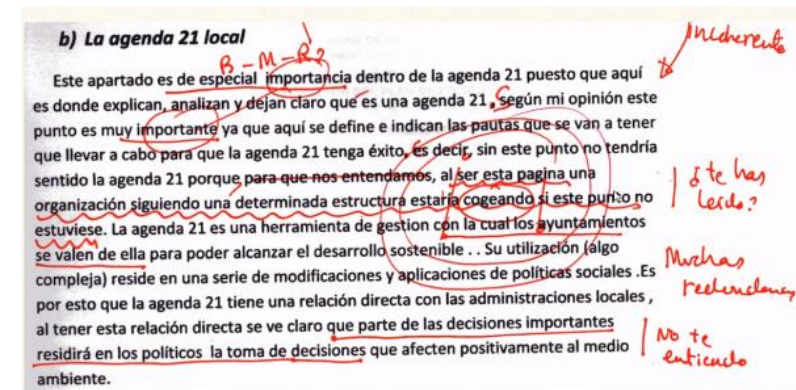 b) La agenda 21 local
Incoherente
B-M-R?
Este apartado es de especial importancia dentro de la agenda 21 puesto que aquí
es donde explican, analizan y dejan claro que es una agenda 21, según mi opinión este
S
punto es muy importante ya que aquí se define e indican las pautas que se van a tener
que llevar a cabo para que la agenda 21 tenga éxito, es decir, sin este punto no tendría
sentido la agenda 21 porque, para que nos entendamos, al ser esta pagina una
¿te has
organización siguiendo una determinada estructura estaría cogeando si este punto no
leído?
estuviese. La agenda 21 es una herramienta de gestion con la cual los ayuntamientos
se valen de ella para poder alcanzar el desarrollo sostenible . . Su utilización (algo
Muchas
compleja) reside en una serie de modificaciones y aplicaciones de políticas sociales .Es
redundancias
por esto que la agenda 21 tiene una relación directa con las administraciones locales ,
al tener esta relación directa se ve claro que parte de las decisiones importantes
No te
residirá en los políticos la toma de decisiones que afecten positivamente al medio
entiendo
ambiente.